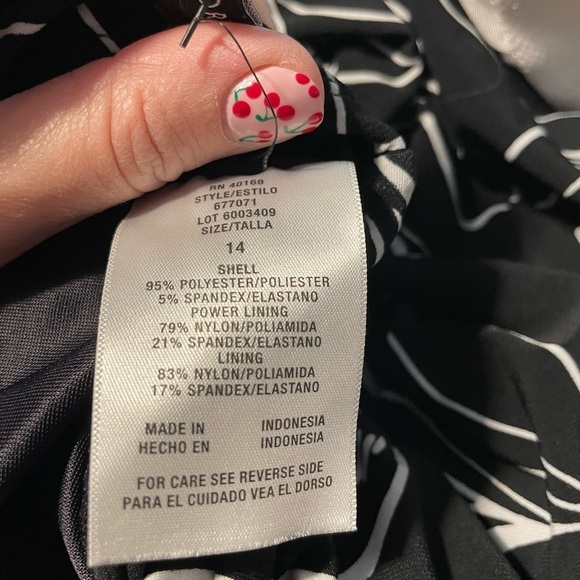 RN 40168
STYLE/ESTILO
677071
LOT 6003409
SIZE/TALLA
14
SHELL
95% POLYESTER/POLIESTER
5% SPANDEX/ELASTANO
POWER LINING
79% NYLON/POLIAMIDA
21% SPANDEX/ELASTANO
LINING
83% NYLON/POLIAMIDA
17% SPANDEX/ELASTANO
MADE IN INDONESIA
HECHO EN INDONESIA
FOR CARE SEE REVERSE SIDE
PARA EL CUIDADO VEA EL DORSO